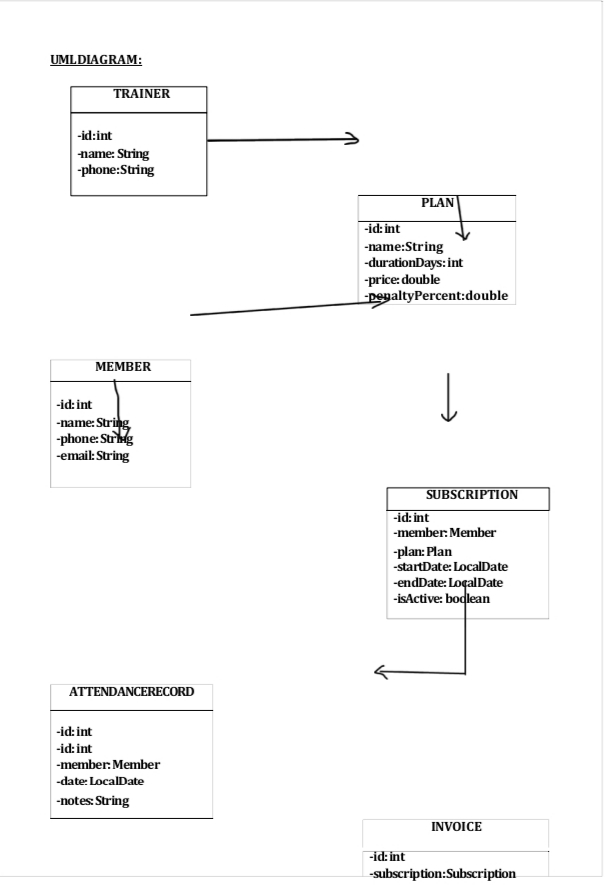 UMLDIAGRAM:
TRAINER
-id:int
-name: String
-phone:String
PLAN
-id: int
-name:String
-durationDays: int
-price: double
-penaltyPercent:double
MEMBER
-id: int
-name: String
-phone: String
-email: String
SUBSCRIPTION
-id: int
-member: Member
-plan: Plan
-startDate: LocalDate
-endDate: LocalDate
-isActive: boolean
ATTENDANCERECORD
-id: int
-id: int
-member: Member
-date: LocalDate
-notes: String
INVOICE
-id: int
-subscription: Subscription